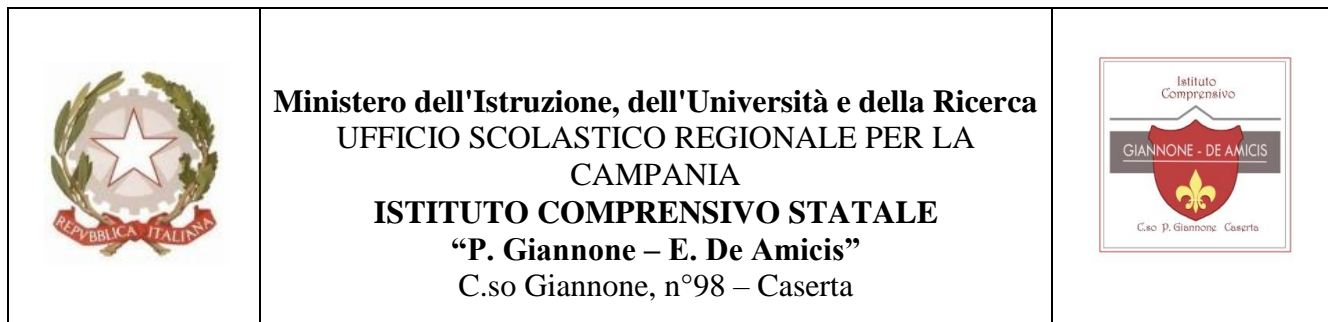 REPVBBLICA ITALIANA
Ministero dell'Istruzione, dell'Università e della Ricerca
UFFICIO SCOLASTICO REGIONALE PER LA
CAMPANIA
ISTITUTO COMPRENSIVO STATALE
“P. Giannone – E. De Amicis”
C.so Giannone, n°98 – Caserta
Istituto
Comprensivo
GIANNONE - DE AMICIS
C.so P. Giannone Caserta